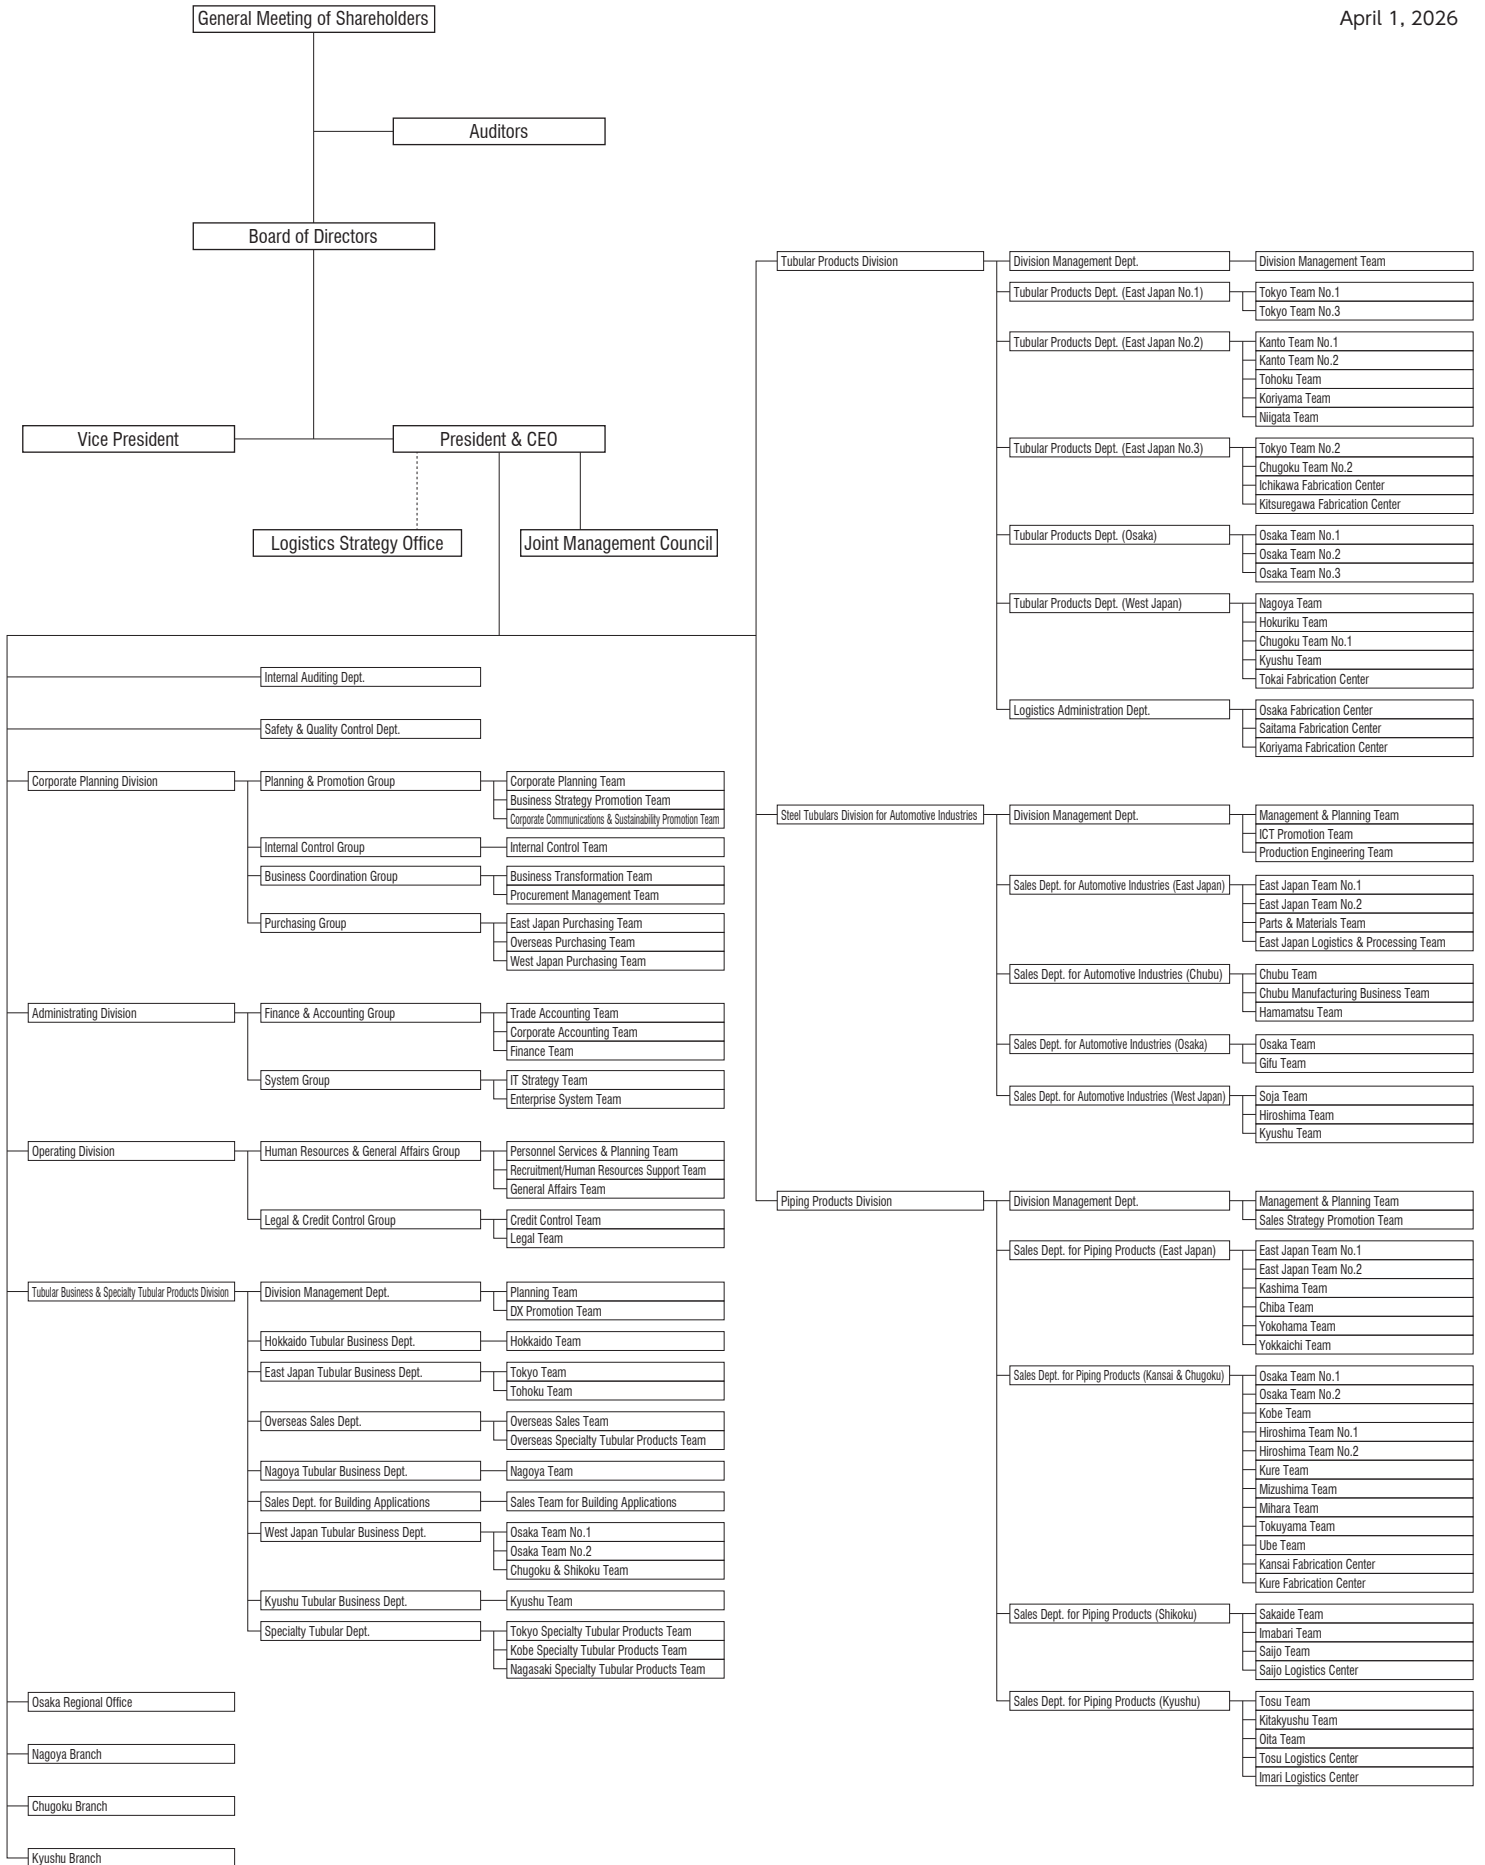 General Meeting of Shareholders
April 1, 2026
Auditors
Board of Directors
Vice President
President & CEO
Logistics Strategy Office
Joint Management Council
Internal Auditing Dept.
Safety & Quality Control Dept.
Corporate Planning Division
Planning & Promotion Group
Corporate Planning Team
Business Strategy Promotion Team
Corporate Communications & Sustainability Promotion Team
Internal Control Group
Internal Control Team
Business Coordination Group
Business Transformation Team
Procurement Management Team
Purchasing Group
East Japan Purchasing Team
Overseas Purchasing Team
West Japan Purchasing Team
Administrating Division
Finance & Accounting Group
Trade Accounting Team
Corporate Accounting Team
Finance Team
System Group
IT Strategy Team
Enterprise System Team
Operating Division
Human Resources & General Affairs Group
Personnel Services & Planning Team
Recruitment/Human Resources Support Team
General Affairs Team
Legal & Credit Control Group
Credit Control Team
Legal Team
Tubular Business & Specialty Tubular Products Division
Division Management Dept.
Planning Team
DX Promotion Team
Hokkaido Tubular Business Dept.
Hokkaido Team
East Japan Tubular Business Dept.
Tokyo Team
Tohoku Team
Overseas Sales Dept.
Overseas Sales Team
Overseas Specialty Tubular Products Team
Nagoya Tubular Business Dept.
Nagoya Team
Sales Dept. for Building Applications
Sales Team for Building Applications
West Japan Tubular Business Dept.
Osaka Team No.1
Osaka Team No.2
Chugoku & Shikoku Team
Kyushu Tubular Business Dept.
Kyushu Team
Specialty Tubular Dept.
Tokyo Specialty Tubular Products Team
Kobe Specialty Tubular Products Team
Nagasaki Specialty Tubular Products Team
Osaka Regional Office
Nagoya Branch
Chugoku Branch
Kyushu Branch
Tubular Products Division
Division Management Dept.
Division Management Team
Tubular Products Dept. (East Japan No.1)
Tokyo Team No.1
Tokyo Team No.3
Tubular Products Dept. (East Japan No.2)
Kanto Team No.1
Kanto Team No.2
Tohoku Team
Koriyama Team
Niigata Team
Tubular Products Dept. (East Japan No.3)
Tokyo Team No.2
Chugoku Team No.2
Ichikawa Fabrication Center
Kitsuregawa Fabrication Center
Tubular Products Dept. (Osaka)
Osaka Team No.1
Osaka Team No.2
Osaka Team No.3
Tubular Products Dept. (West Japan)
Nagoya Team
Hokuriku Team
Chugoku Team No.1
Kyushu Team
Tokai Fabrication Center
Logistics Administration Dept.
Osaka Fabrication Center
Saitama Fabrication Center
Koriyama Fabrication Center
Steel Tubulars Division for Automotive Industries
Division Management Dept.
Management & Planning Team
ICT Promotion Team
Production Engineering Team
Sales Dept. for Automotive Industries (East Japan)
East Japan Team No.1
East Japan Team No.2
Parts & Materials Team
East Japan Logistics & Processing Team
Sales Dept. for Automotive Industries (Chubu)
Chubu Team
Chubu Manufacturing Business Team
Hamamatsu Team
Sales Dept. for Automotive Industries (Osaka)
Osaka Team
Gifu Team
Sales Dept. for Automotive Industries (West Japan)
Soja Team
Hiroshima Team
Kyushu Team
Piping Products Division
Division Management Dept.
Management & Planning Team
Sales Strategy Promotion Team
Sales Dept. for Piping Products (East Japan)
East Japan Team No.1
East Japan Team No.2
Kashima Team
Chiba Team
Yokohama Team
Yokkaichi Team
Sales Dept. for Piping Products (Kansai & Chugoku)
Osaka Team No.1
Osaka Team No.2
Kobe Team
Hiroshima Team No.1
Hiroshima Team No.2
Kure Team
Mizushima Team
Mihara Team
Tokuyama Team
Ube Team
Kansai Fabrication Center
Kure Fabrication Center
Sales Dept. for Piping Products (Shikoku)
Sakaide Team
Imabari Team
Saijo Team
Saijo Logistics Center
Sales Dept. for Piping Products (Kyushu)
Tosu Team
Kitakyushu Team
Oita Team
Tosu Logistics Center
Imari Logistics Center